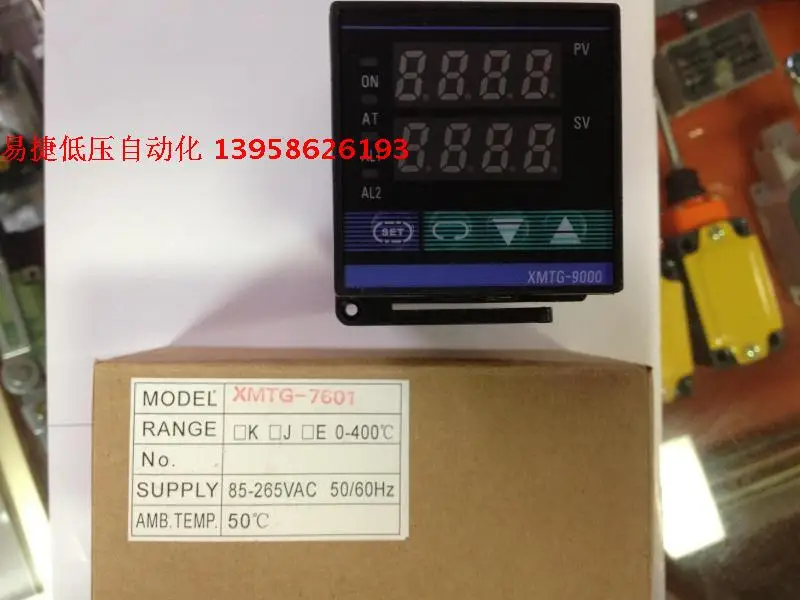 PV
ON
AT
SV
易捷低压自动化 13958626193
AL2
SET
XMTG-9000
MODEL XMTG-7601
RANGE □K □J □E 0-400℃
No.
SUPPLY 85-265VAC 50/60Hz
AMB.TEMP. 50℃